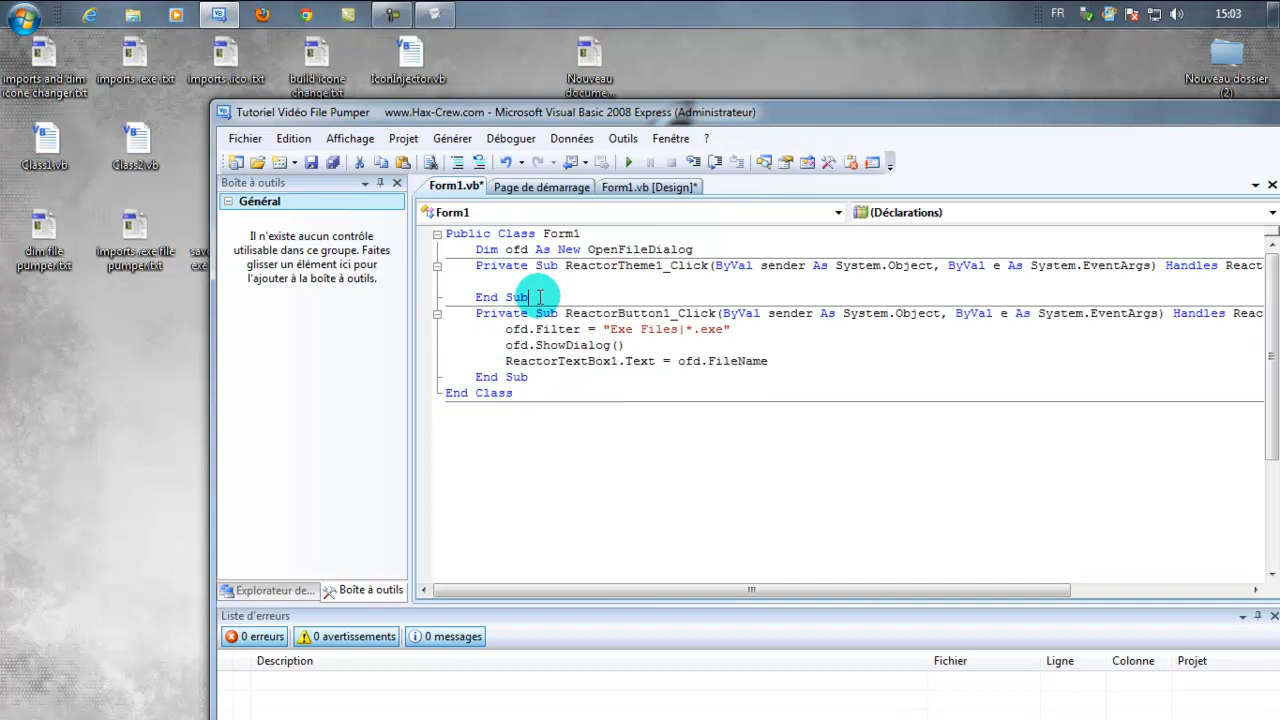 FR
15:03
imports and dim
icone changer.txt
imports .exe.txt
imports .ico.txt
build icone
change.txt
IconInjector.vb
Nouveau
docume...
Nouveau dossier
(2)
Class1.vb
Class2.vb
dim file
pumper.txt
imports .exe file
pumper.txt
Tutoriel Vidéo File Pumper www.Hax-Crew.com - Microsoft Visual Basic 2008 Express (Administrateur)
Fichier Edition Affichage Projet Générer Déboguer Données Outils Fenêtre ?
Boîte à outils
Général
Il n'existe aucun contrôle
utilisable dans ce groupe. Faites
glisser un élément ici pour
l'ajouter à la boîte à outils.
Explorateur de... Boîte à outils
Form1.vb* Page de démarrage Form1.vb [Design]*
Form1 (Déclarations)
Public Class Form1
Dim ofd As New OpenFileDialog
Private Sub ReactorTheme1_Click(ByVal sender As System.Object, ByVal e As System.EventArgs) Handles React
End Sub
Private Sub ReactorButton1_Click(ByVal sender As System.Object, ByVal e As System.EventArgs) Handles Reac
ofd.Filter = "Exe Files|*.exe"
ofd.ShowDialog()
ReactorTextBox1.Text = ofd.FileName
End Sub
End Class
Liste d'erreurs
0 erreurs 0 avertissements 0 messages
Description Fichier Ligne Colonne Projet